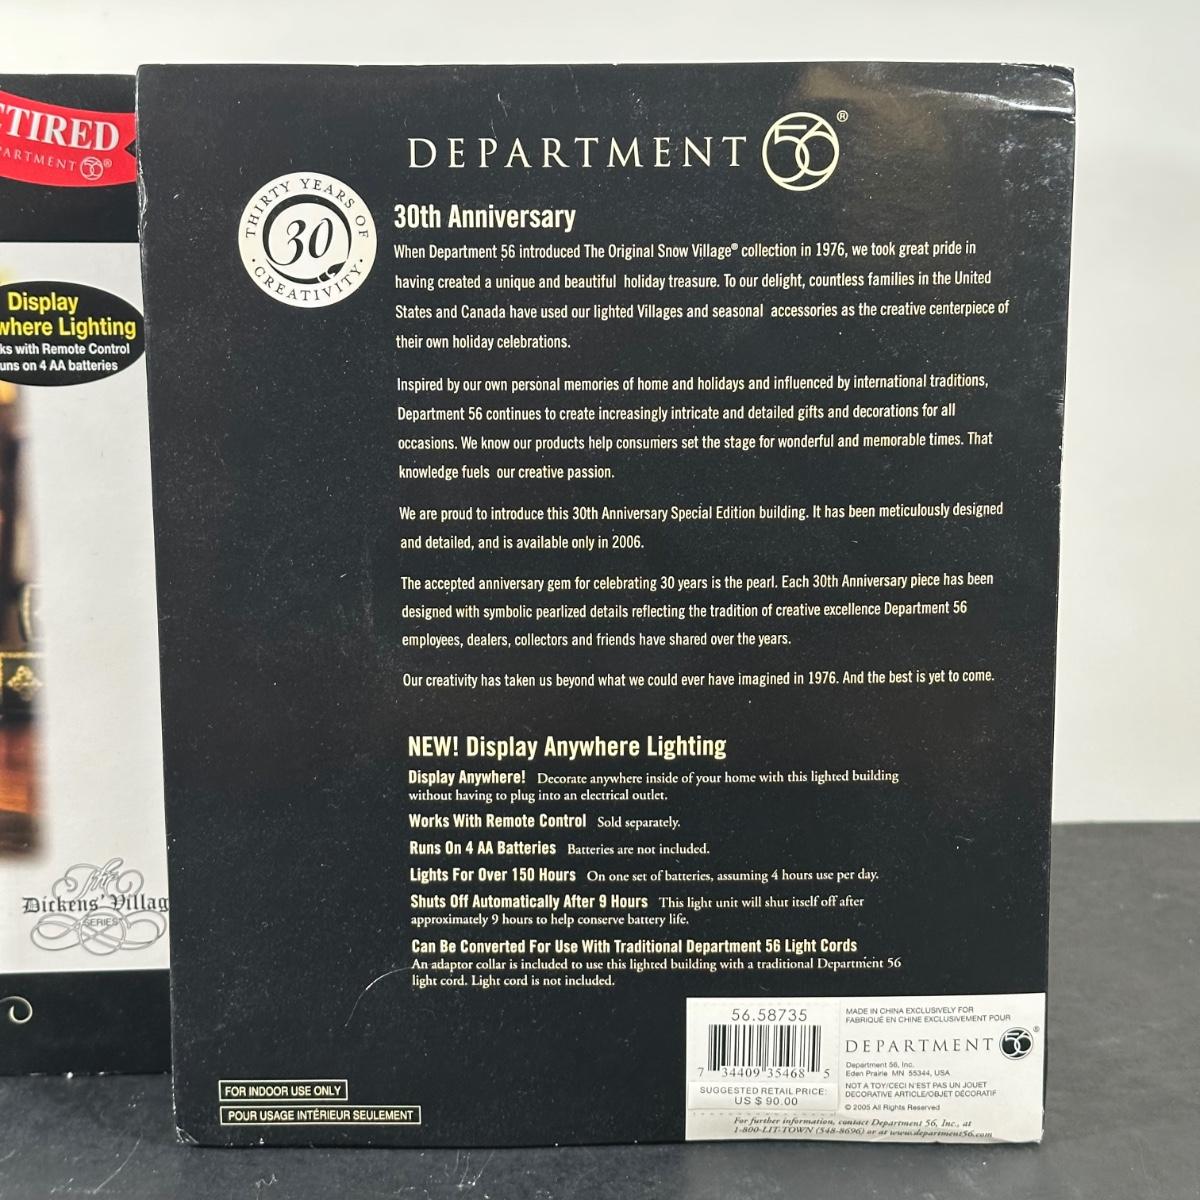 TIRED
ARTMENT 56®
Display
where Lighting
ks with Remote Control
uns on 4 AA batteries
The
Dickens' Villag
SERIES
DEPARTMENT 56®
THIRTY YEARS OF
30
· CREATIVITY ·
30th Anniversary
When Department 56 introduced The Original Snow Village® collection in 1976, we took great pride in
having created a unique and beautiful holiday treasure. To our delight, countless families in the United
States and Canada have used our lighted Villages and seasonal accessories as the creative centerpiece of
their own holiday celebrations.
Inspired by our own personal memories of home and holidays and influenced by international traditions,
Department 56 continues to create increasingly intricate and detailed gifts and decorations for all
occasions. We know our products help consumers set the stage for wonderful and memorable times. That
knowledge fuels our creative passion.
We are proud to introduce this 30th Anniversary Special Edition building. It has been meticulously designed
and detailed, and is available only in 2006.
The accepted anniversary gem for celebrating 30 years is the pearl. Each 30th Anniversary piece has been
designed with symbolic pearlized details reflecting the tradition of creative excellence Department 56
employees, dealers, collectors and friends have shared over the years.
Our creativity has taken us beyond what we could ever have imagined in 1976. And the best is yet to come.
NEW! Display Anywhere Lighting
Display Anywhere! Decorate anywhere inside of your home with this lighted building
without having to plug into an electrical outlet.
Works With Remote Control Sold separately.
Runs On 4 AA Batteries Batteries are not included.
Lights For Over 150 Hours On one set of batteries, assuming 4 hours use per day.
Shuts Off Automatically After 9 Hours This light unit will shut itself off after
approximately 9 hours to help conserve battery life.
Can Be Converted For Use With Traditional Department 56 Light Cords
An adaptor collar is included to use this lighted building with a traditional Department 56
light cord. Light cord is not included.
FOR INDOOR USE ONLY
POUR USAGE INTÉRIEUR SEULEMENT
56.58735
7 34409 35468 5
SUGGESTED RETAIL PRICE:
US $ 90.00
MADE IN CHINA EXCLUSIVELY FOR
FABRIQUÉ EN CHINE EXCLUSIVEMENT POUR
DEPARTMENT 56®
Department 56, Inc.
Eden Prairie MN 55344, USA
NOT A TOY/CECI N'EST PAS UN JOUET
DECORATIVE ARTICLE/OBJET DÉCORATIF
© 2005 All Rights Reserved
For further information, contact Department 56, Inc., at
1-800-LIT-TOWN (548-8696) or at www.department56.com